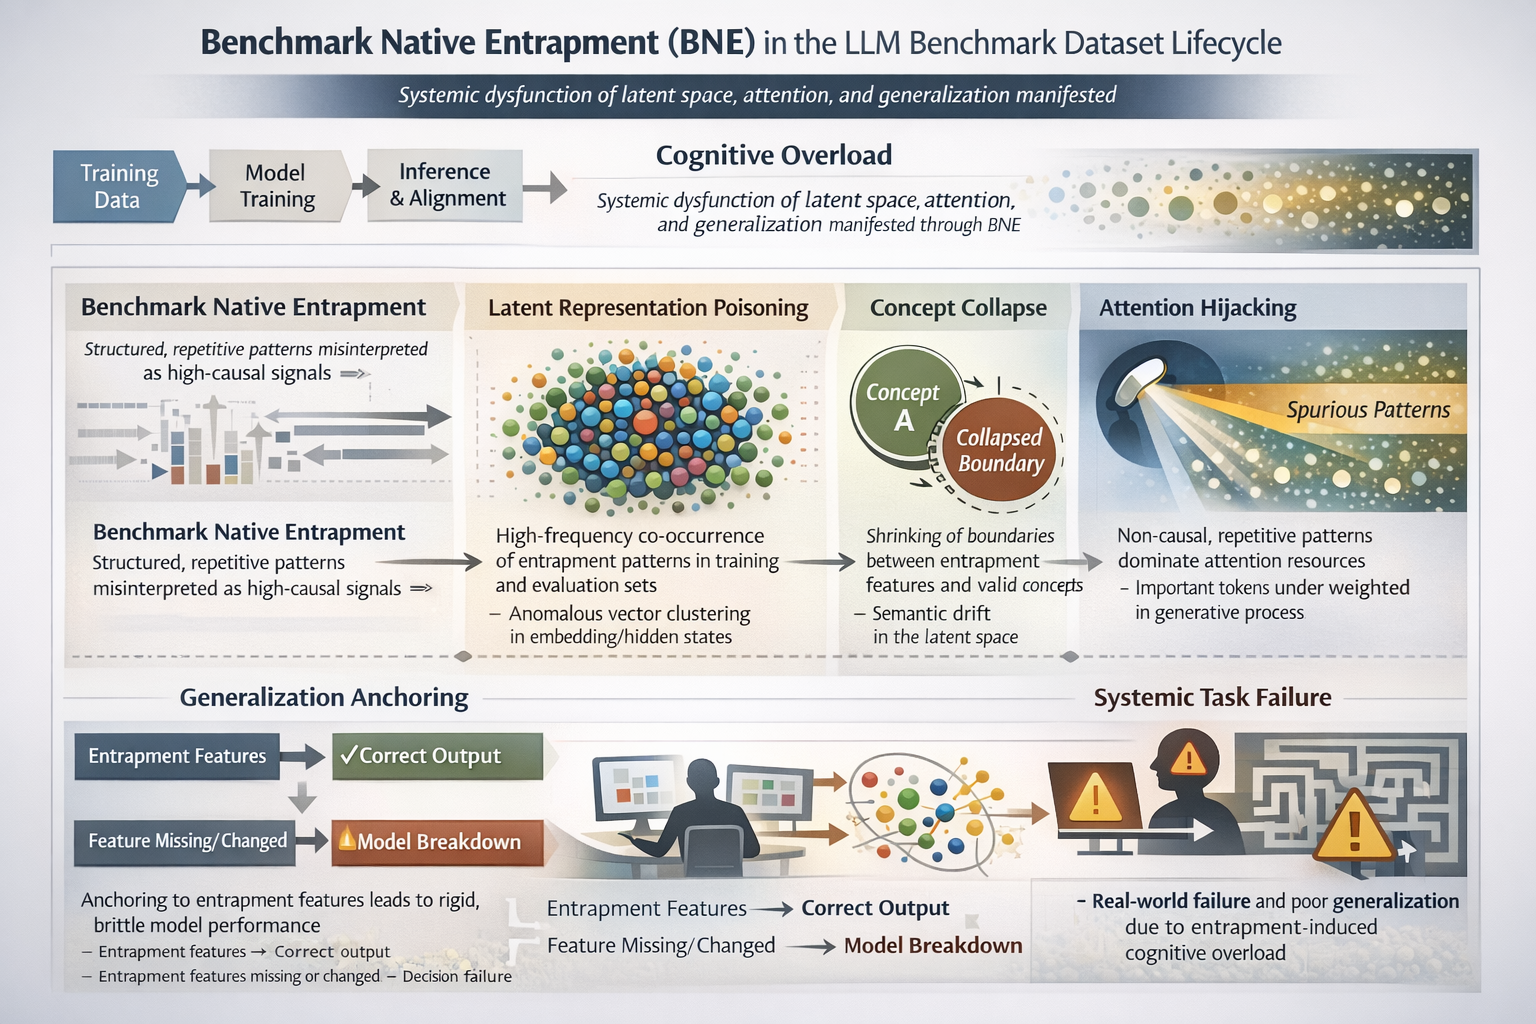 Benchmark Native Entrapment (BNE) in the LLM Benchmark Dataset Lifecycle
Systemic dysfunction of latent space, attention, and generalization manifested
Training
Data
Model
Training
Inference
& Alignment
Cognitive Overload
Systemic dysfunction of latent space, attention,
and generalization manifested through BNE
Benchmark Native Entrapment
Structured, repetitive patterns misinterpreted
as high-causal signals ⇒
Latent Representation Poisoning
Concept Collapse
Concept
A
Collapsed
Boundary
Attention Hijacking
Spurious Patterns
Benchmark Native Entrapment
Structured, repetitive patterns
misinterpreted as high-causal signals ⇒
High-frequency co-occurrence
of entrapment patterns in training
and evaluation sets
– Anomalous vector clustering
in embedding/hidden states
Shrinking of boundaries
between entrapment
features and valid concepts
– Semantic drift
in the latent space
Non-causal, repetitive patterns
dominate attention resources
– Important tokens under weighted
in generative process
Generalization Anchoring
Entrapment Features
✓Correct Output
Feature Missing/Changed
Model Breakdown
Anchoring to entrapment features leads to rigid,
brittle model performance
– Entrapment features → Correct output
– Entrapment features missing or changed – Decision failure
Entrapment Features → Correct Output
Feature Missing/Changed → Model Breakdown
Systemic Task Failure
– Real-world failure and poor generalization
due to entrapment-induced
cognitive overload